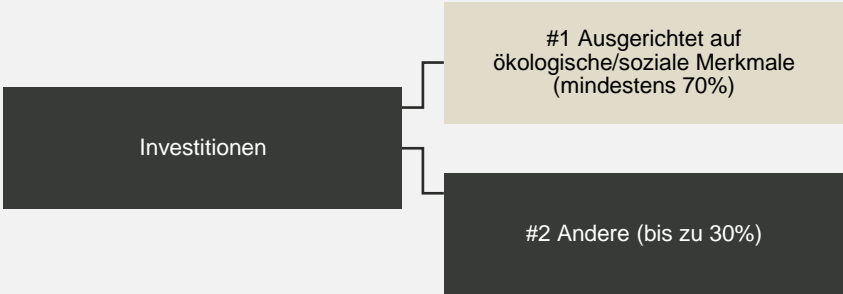 #1 Ausgerichtet auf
ökologische/soziale Merkmale
(mindestens 70%)
Investitionen
#2 Andere (bis zu 30%)